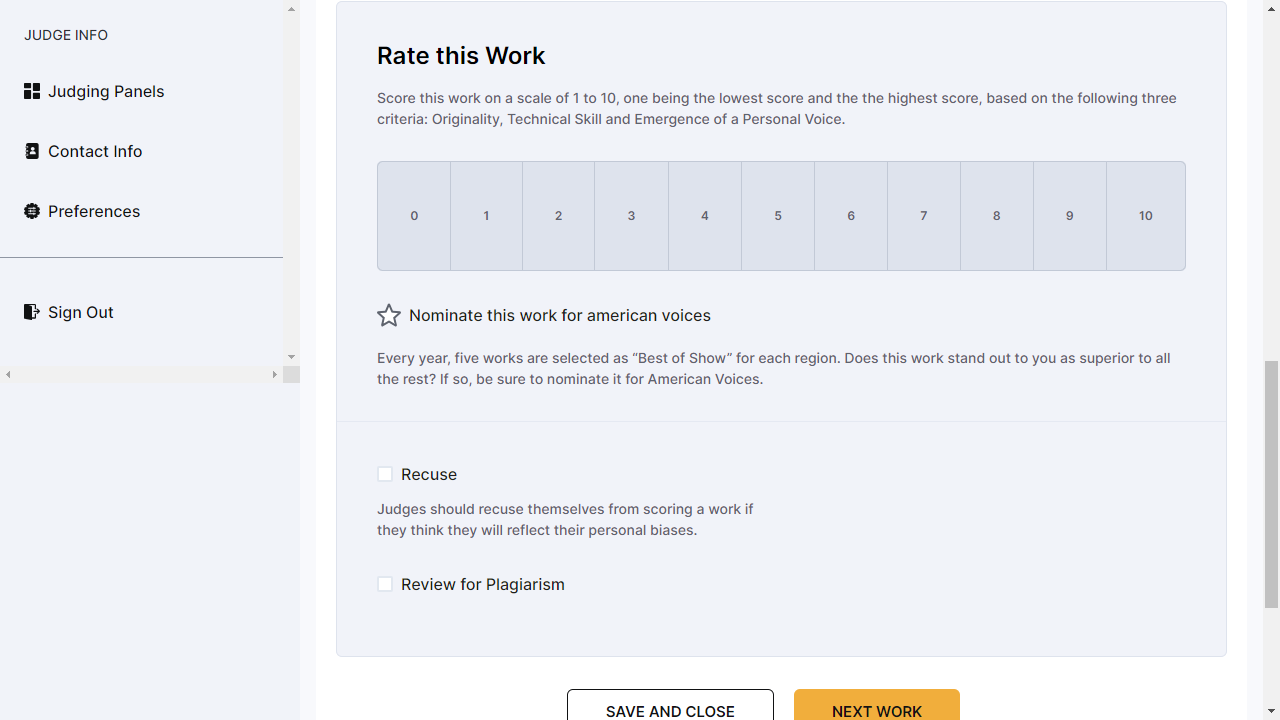 JUDGE INFO
Judging Panels
Contact Info
Preferences
Sign Out
Rate this Work
Score this work on a scale of 1 to 10, one being the lowest score and the the highest score, based on the following three
criteria: Originality, Technical Skill and Emergence of a Personal Voice.
0 1 2 3 4 5 6 7 8 9 10
Nominate this work for american voices
Every year, five works are selected as “Best of Show” for each region. Does this work stand out to you as superior to all
the rest? If so, be sure to nominate it for American Voices.
Recuse
Judges should recuse themselves from scoring a work if
they think they will reflect their personal biases.
Review for Plagiarism
SAVE AND CLOSE
NEXT WORK